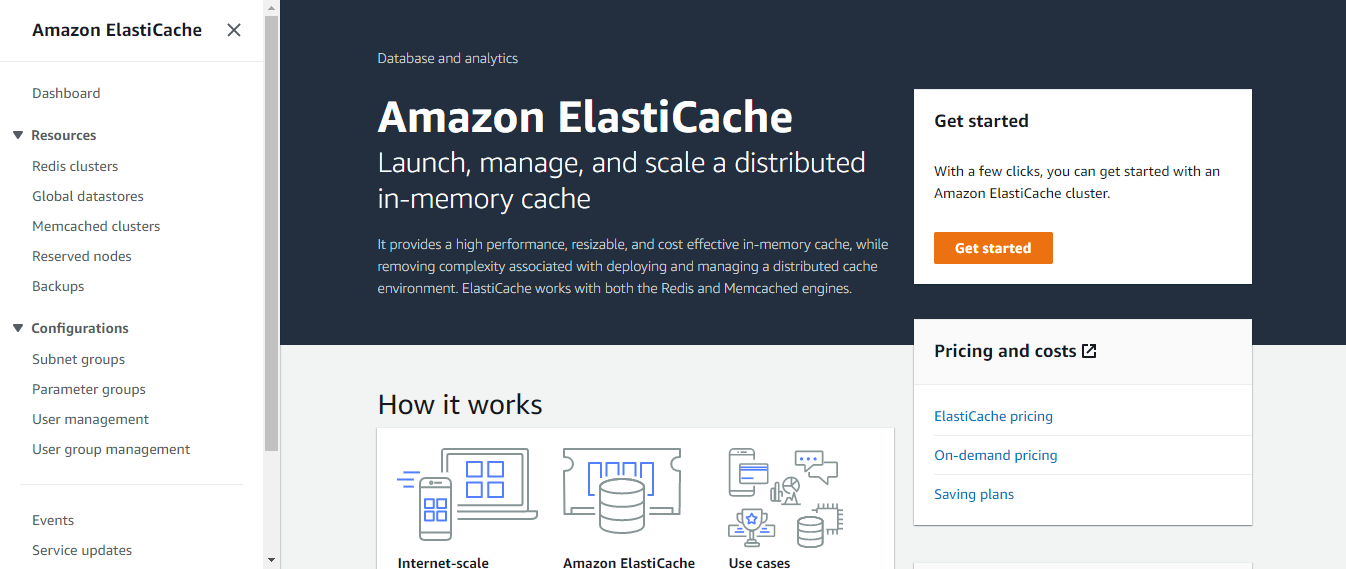 Amazon ElastiCache
Dashboard
Resources
Redis clusters
Global datastores
Memcached clusters
Reserved nodes
Backups
Configurations
Subnet groups
Parameter groups
User management
User group management
Events
Service updates
Database and analytics
Amazon ElastiCache
Launch, manage, and scale a distributed
in-memory cache
It provides a high performance, resizable, and cost effective in-memory cache, while
removing complexity associated with deploying and managing a distributed cache
environment. ElastiCache works with both the Redis and Memcached engines.
Get started
With a few clicks, you can get started with an
Amazon ElastiCache cluster.
Get started
Pricing and costs
ElastiCache pricing
On-demand pricing
Saving plans
How it works
Internet-scale
Amazon ElastiCache
Use cases